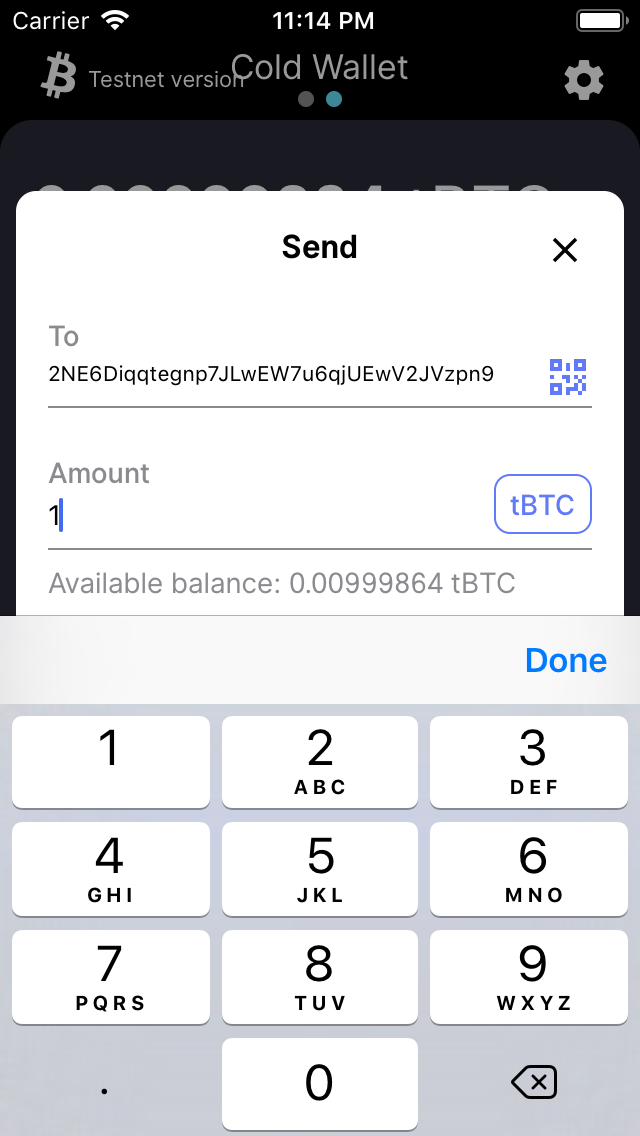 Carrier 11:14 PM
Testnet version Cold Wallet
Send
To
2NE6Diqqtegnp7JLwEW7u6qjUEwV2JVzpn9
Amount
1 tBTC
Available balance: 0.00999864 tBTC
Done
1 2 3
ABC DEF
4 5 6
GHI JKL MNO
7 8 9
PQRS TUV WXYZ
. 0